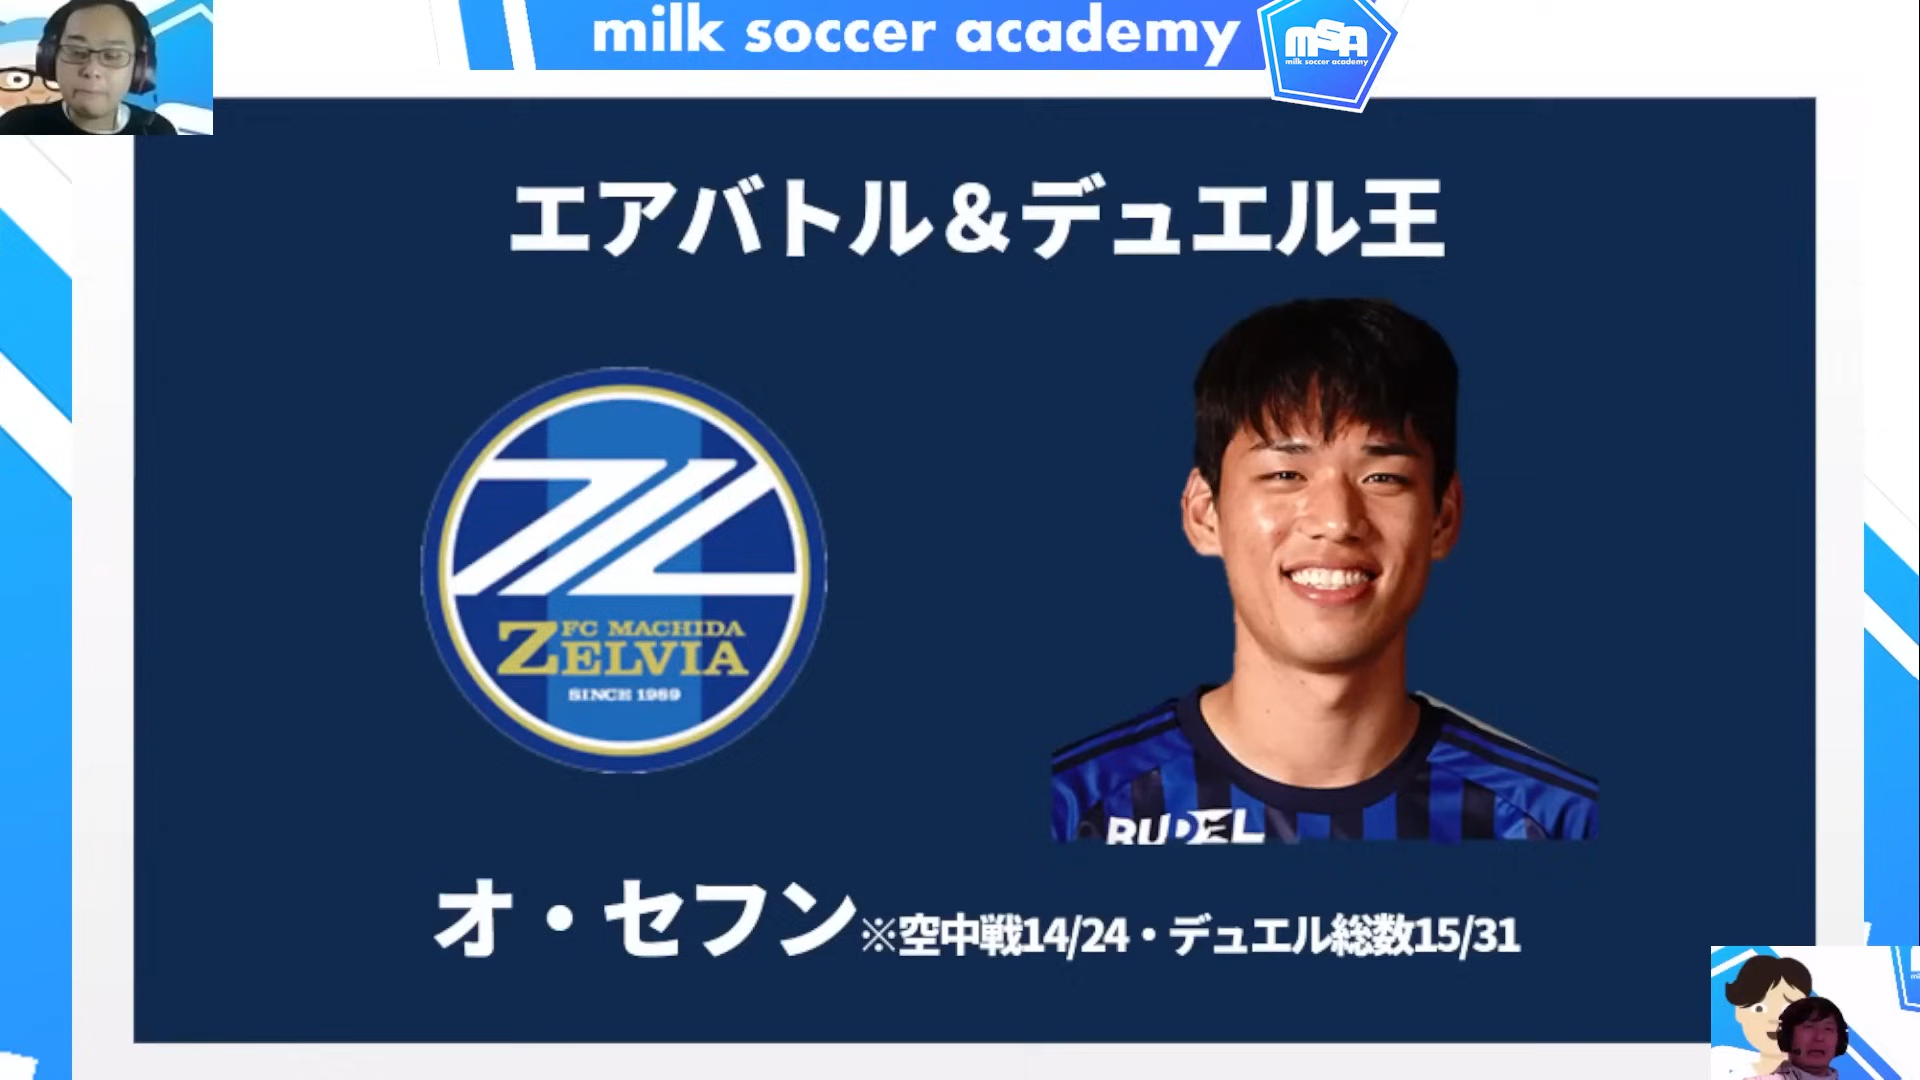 milk soccer academy
MSA
milk soccer academy
エアバトル＆デュエル王
FC MACHIDA
ZELVIA
SINCE 1989
RUDEL
オ・セフン※空中戦14/24・デュエル総数15/31